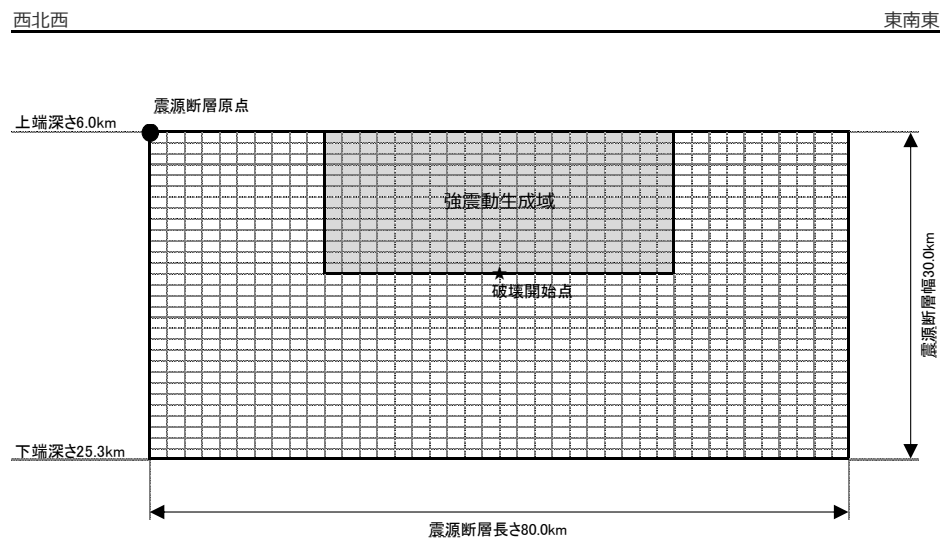 西北西
東南東
震源断層原点
上端深さ6.0km
強震動生成域
破壊開始点
震源断層幅30.0km
下端深さ25.3km
震源断層長さ80.0km